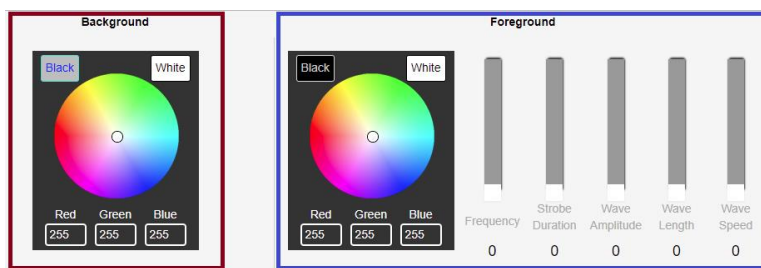 Background
Black
White
Red Green Blue
255 255 255
Foreground
Black
White
Red Green Blue
255 255 255
Frequency
Strobe
Duration
Wave
Amplitude
Wave
Length
Wave
Speed
0 0 0 0 0